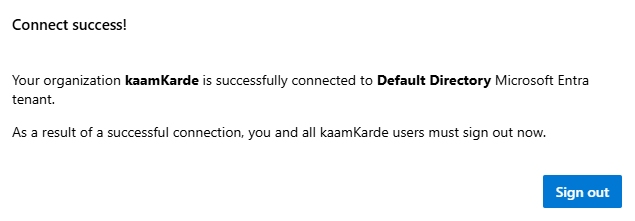 Connect success!
Your organization kaamKarde is successfully connected to Default Directory Microsoft Entra
tenant.
As a result of a successful connection, you and all kaamKarde users must sign out now.
Sign out